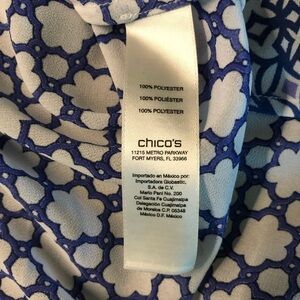 100% POLYESTER
100% POLIÉSTER
100% POLYESTER
chico's
11215 METRO PARKWAY
FORT MYERS, FL 33966
Importado en México por:
Importadora Globastic,
S.A. de C.V.
Mario Pani No. 200
Col Santa Fe Cuajimalpa
Delegación Cuajimalpa
de Morelos C.P. 05348
México D.F. México